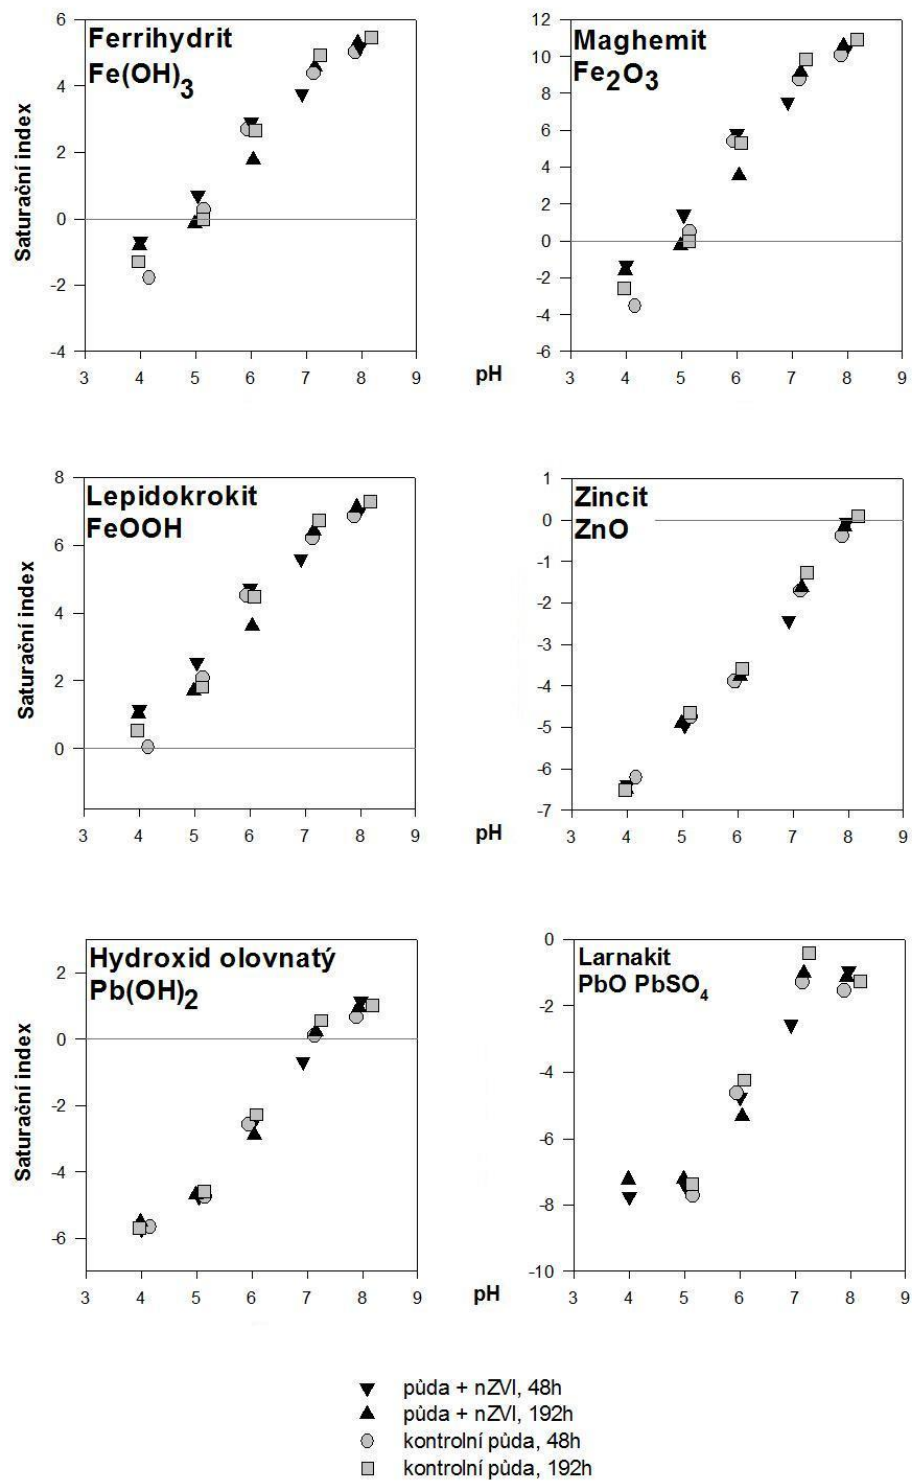 Ferrihydrit
Fe(OH)3
Saturační index
6
4
2
0
-2
-4
3 4 5 6 7 8 9
pH
Maghemit
Fe2O3
12
10
8
6
4
2
0
-2
-4
-6
3 4 5 6 7 8 9
Lepidokrokit
FeOOH
Saturační index
8
6
4
2
0
3 4 5 6 7 8 9
pH
Zincit
ZnO
1
0
-1
-2
-3
-4
-5
-6
-7
3 4 5 6 7 8 9
Hydroxid olovnatý
Pb(OH)2
Saturační index
2
0
-2
-4
-6
3 4 5 6 7 8 9
pH
Larnakit
PbO PbSO4
0
-2
-4
-6
-8
-10
3 4 5 6 7 8 9
půda + nZVI, 48h
půda + nZVI, 192h
kontrolní půda, 48h
kontrolní půda, 192h